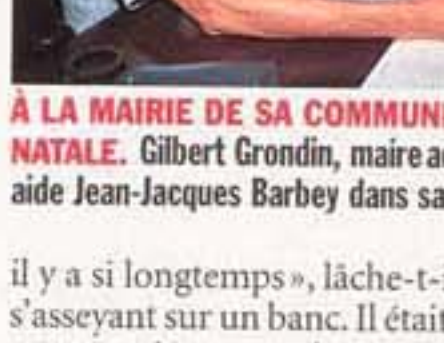 À LA MAIRIE DE SA COMMUN
NATALE. Gilbert Grondin, maire a
aide Jean-Jacques Barbey dans sa
il y a si longtemps», lâche-t-
s'asseyant sur un banc. Il était